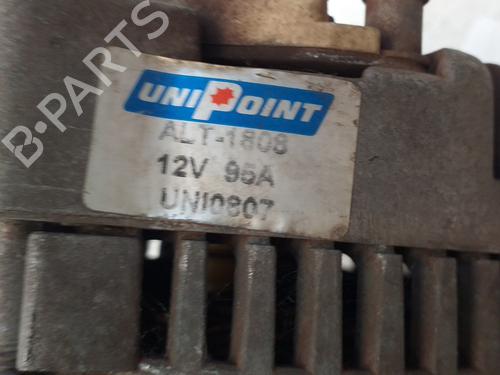 UNIPOINT
ALT-1808
12V 95A
UNI0807
B-PARTS